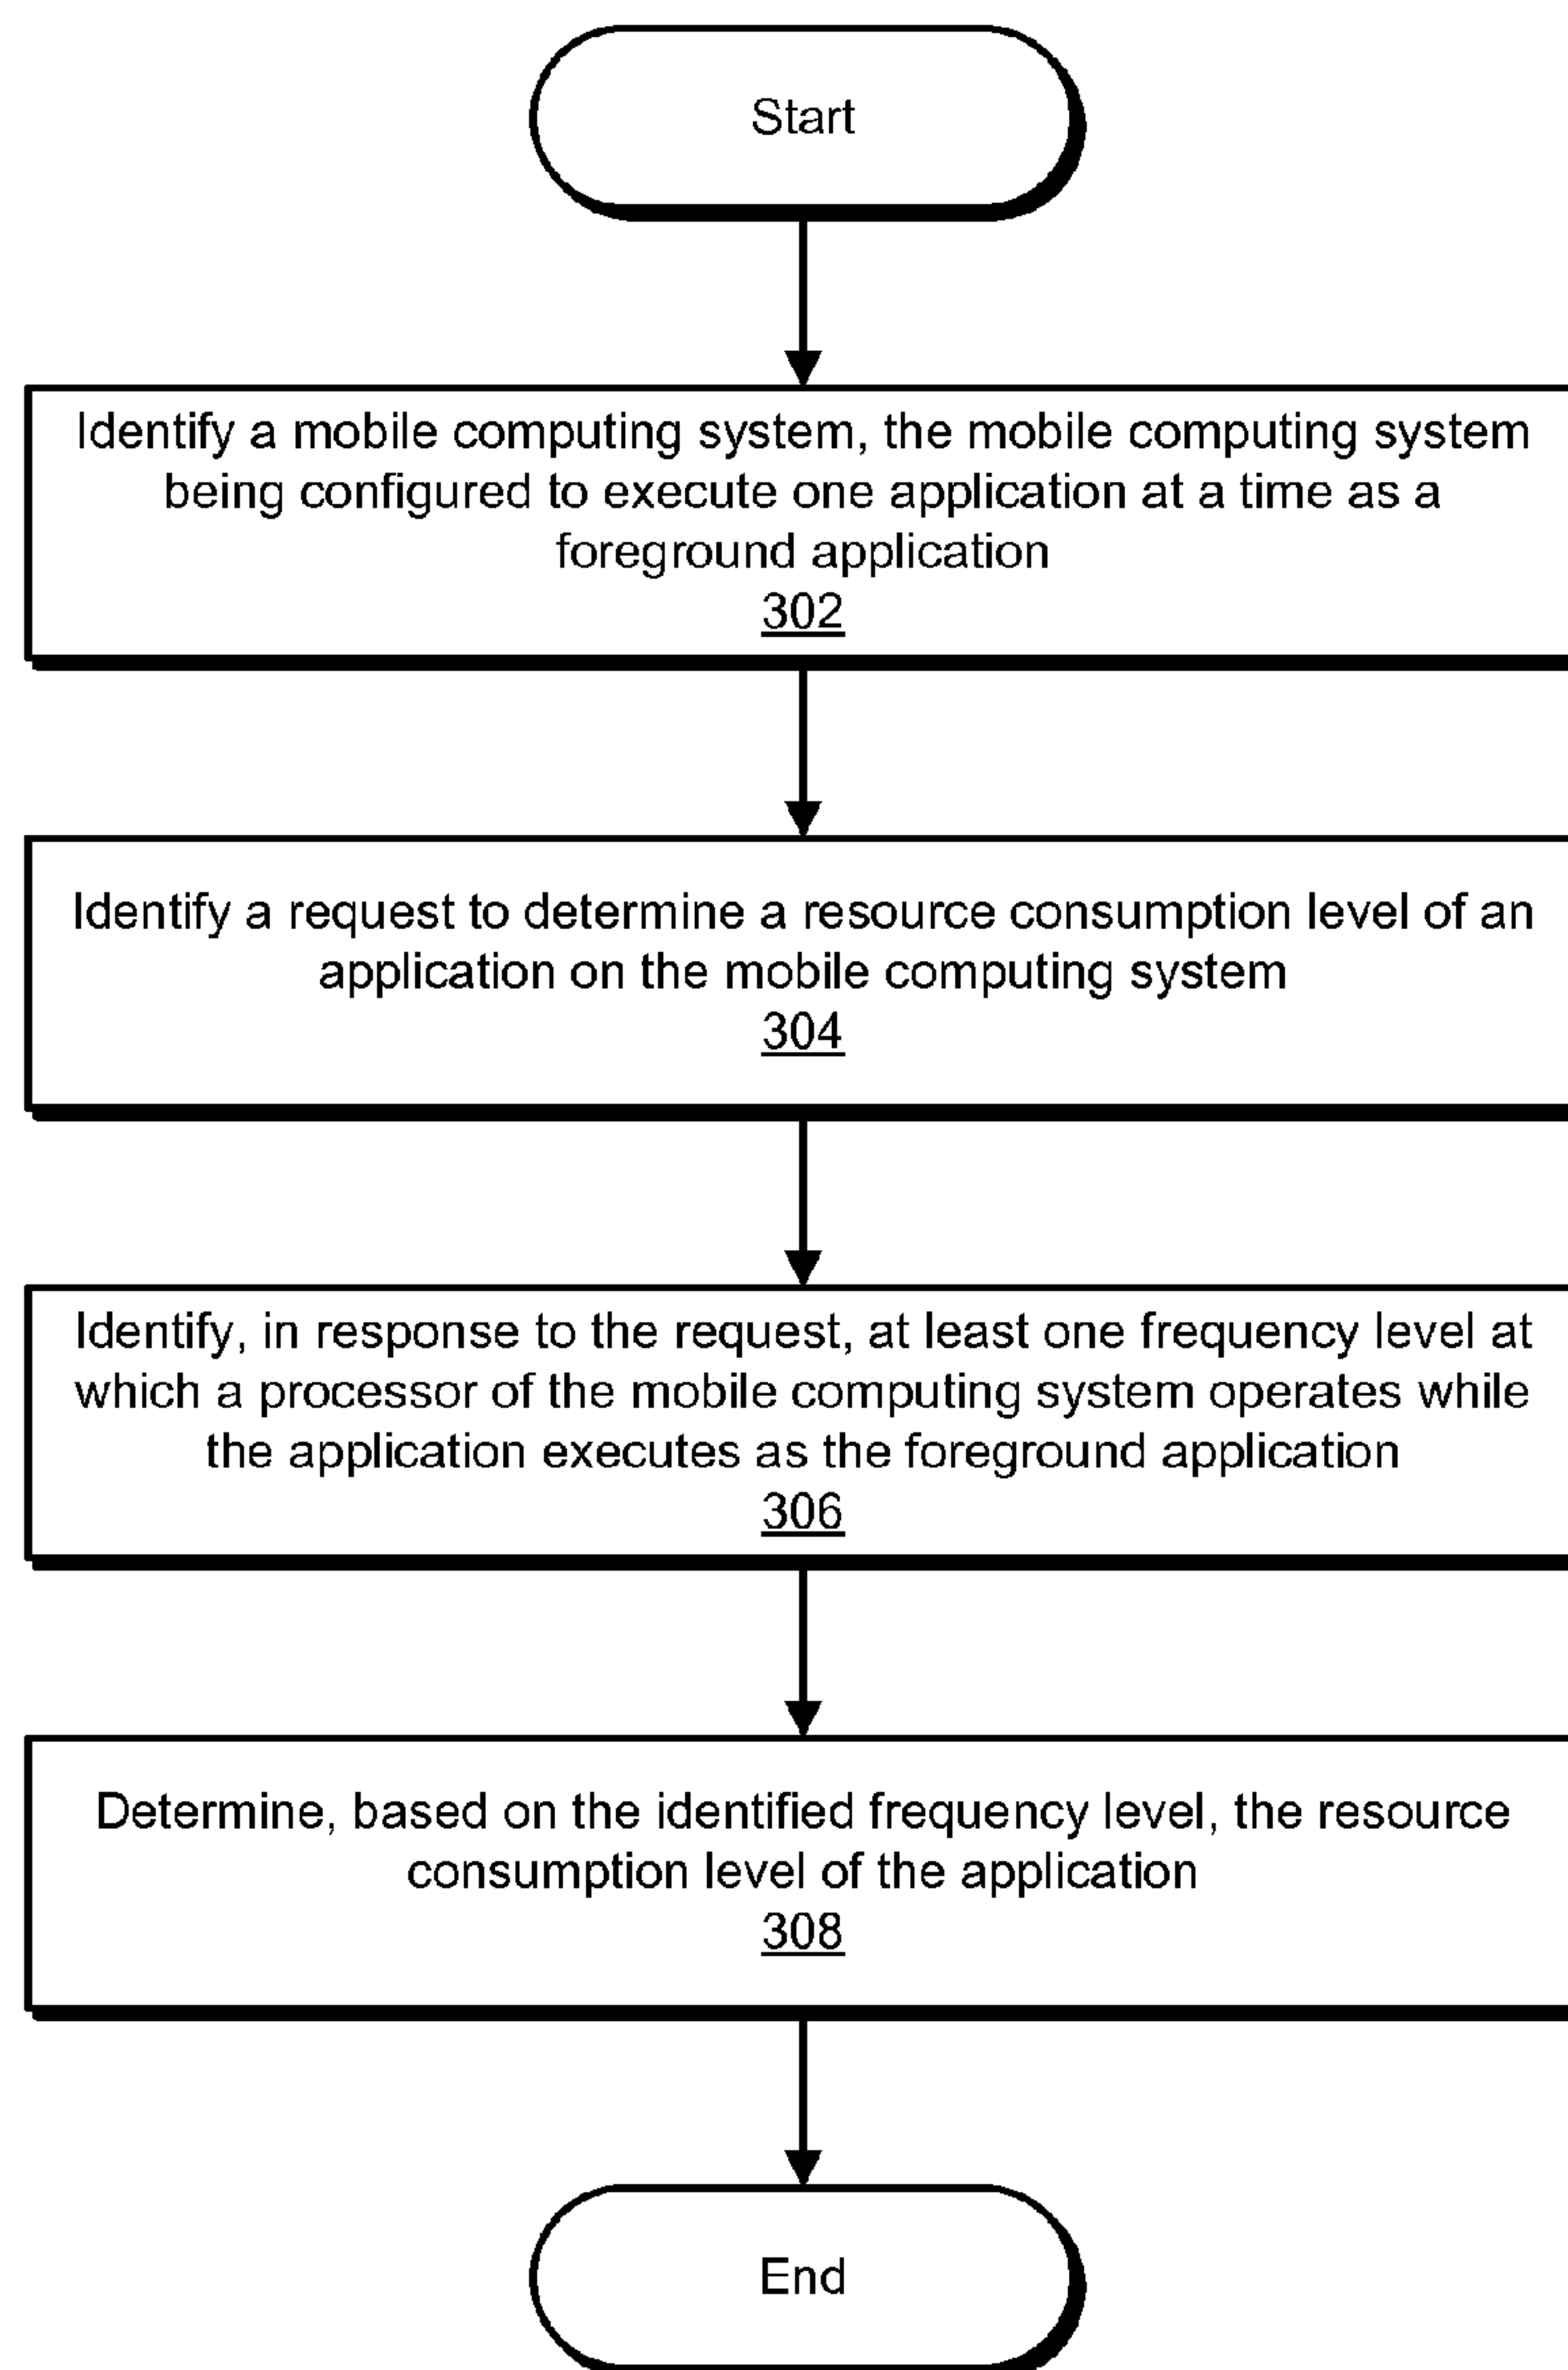 Start
Identify a mobile computing system, the mobile computing system
being configured to execute one application at a time as a
foreground application
302
Identify a request to determine a resource consumption level of an
application on the mobile computing system
304
Identify, in response to the request, at least one frequency level at
which a processor of the mobile computing system operates while
the application executes as the foreground application
306
Determine, based on the identified frequency level, the resource
consumption level of the application
308
End